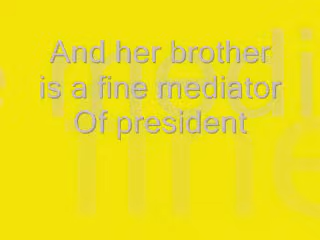 And her brother
is a fine mediator
Of president